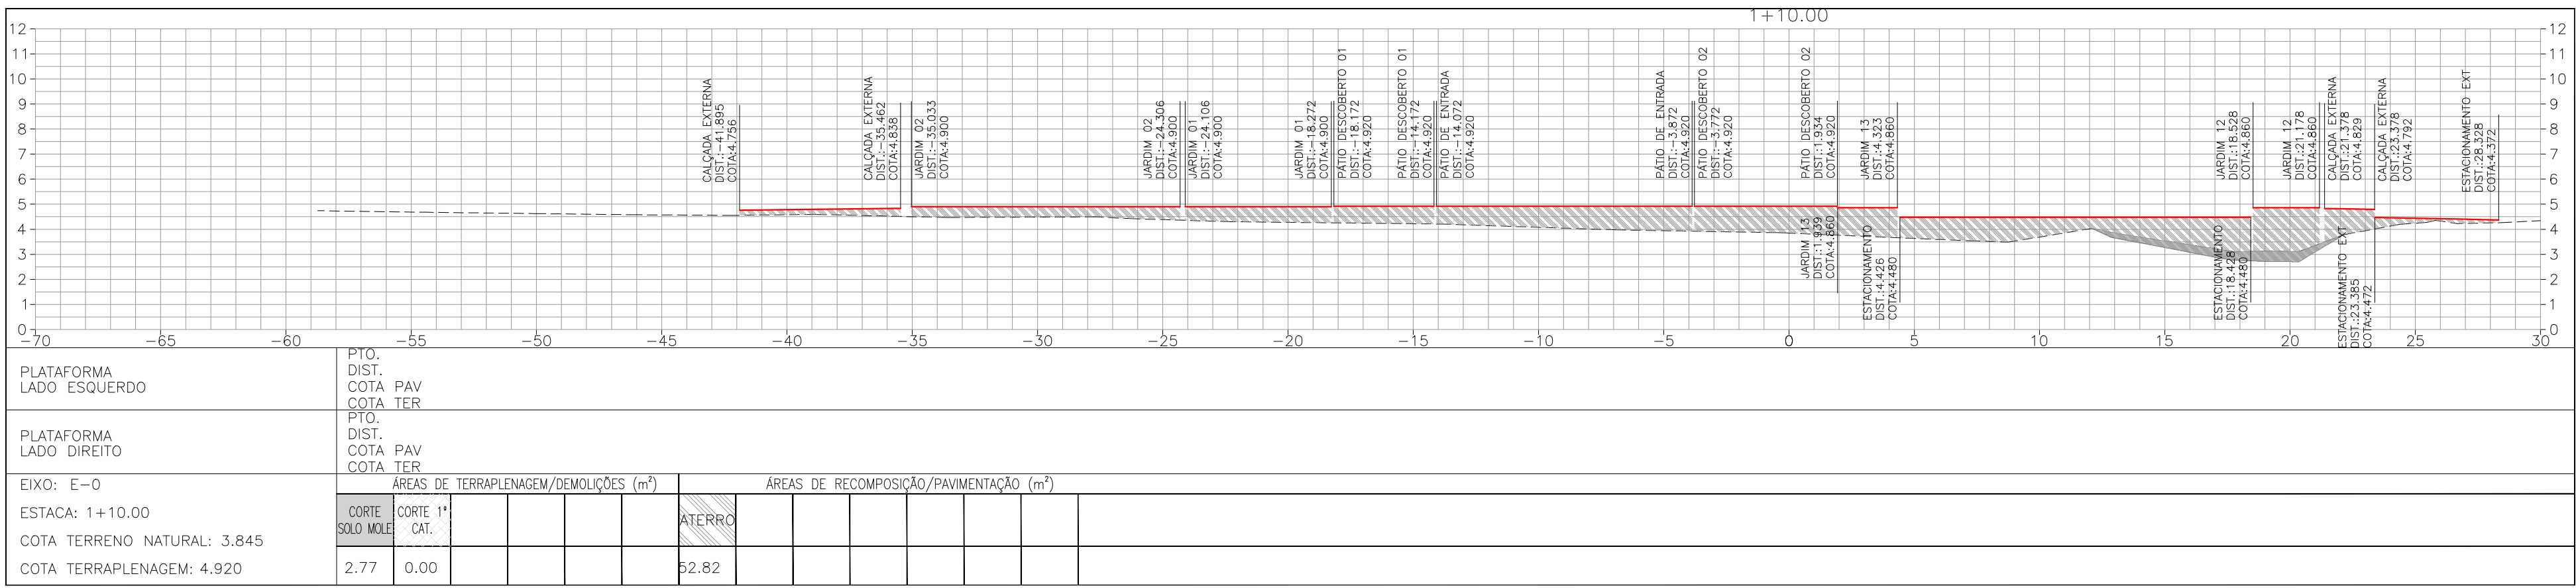 1+10.00
12
11
10
9
8
7
6
5
4
3
2
1
0
12
11
10
9
8
7
6
5
4
3
2
1
0
CALÇADA EXTERNA
DIST.:-41.895
COTA:4.756
CALÇADA EXTERNA
DIST.:-35.462
COTA:4.838
JARDIM 02
DIST.:-35.033
COTA:4.900
JARDIM 02
DIST.:-24.306
COTA:4.900
JARDIM 01
DIST.:-24.106
COTA:4.900
JARDIM 01
DIST.:-18.272
COTA:4.900
PÁTIO DESCOBERTO 01
DIST.:-18.172
COTA:4.920
PÁTIO DESCOBERTO 01
DIST.:-14.172
COTA:4.920
PÁTIO DE ENTRADA
DIST.:-14.072
COTA:4.920
PÁTIO DE ENTRADA
DIST.:-3.872
COTA:4.920
PÁTIO DESCOBERTO 02
DIST.:-3.772
COTA:4.920
PÁTIO DESCOBERTO 02
DIST.:1.934
COTA:4.920
JARDIM 13
DIST.:1.939
COTA:4.860
JARDIM 13
DIST.:4.323
COTA:4.860
ESTACIONAMENTO
DIST.:4.426
COTA:4.480
ESTACIONAMENTO
DIST.:18.428
COTA:4.480
JARDIM 12
DIST.:18.528
COTA:4.860
JARDIM 12
DIST.:21.178
COTA:4.860
CALÇADA EXTERNA
DIST.:21.378
COTA:4.829
CALÇADA EXTERNA
DIST.:23.378
COTA:4.792
ESTACIONAMENTO EXT
DIST.:23.385
COTA:4.472
ESTACIONAMENTO EXT
DIST.:28.328
COTA:4.372
-70 -65 -60 -55 -50 -45 -40 -35 -30 -25 -20 -15 -10 -5 0 5 10 15 20 25 30
PLATAFORMA
LADO ESQUERDO
PTO.
DIST.
COTA PAV
COTA TER
PLATAFORMA
LADO DIREITO
PTO.
DIST.
COTA PAV
COTA TER
EIXO: E-0
ESTACA: 1+10.00
COTA TERRENO NATURAL: 3.845
COTA TERRAPLENAGEM: 4.920
ÁREAS DE TERRAPLENAGEM/DEMOLIÇÕES (m²)
ÁREAS DE RECOMPOSIÇÃO/PAVIMENTAÇÃO (m²)
CORTE
SOLO MOLE
CORTE 1ª
CAT.
ATERRO
2.77
0.00
52.82